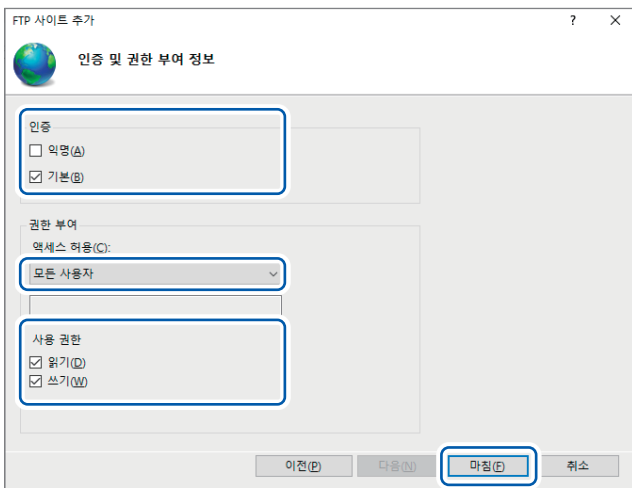 FTP 사이트 추가
?
인증 및 권한 부여 정보
인증
익명(A)
기본(B)
권한 부여
액세스 허용(C):
모든 사용자
사용 권한
읽기(D)
쓰기(W)
이전(P) 다음(N) 마침(F) 취소